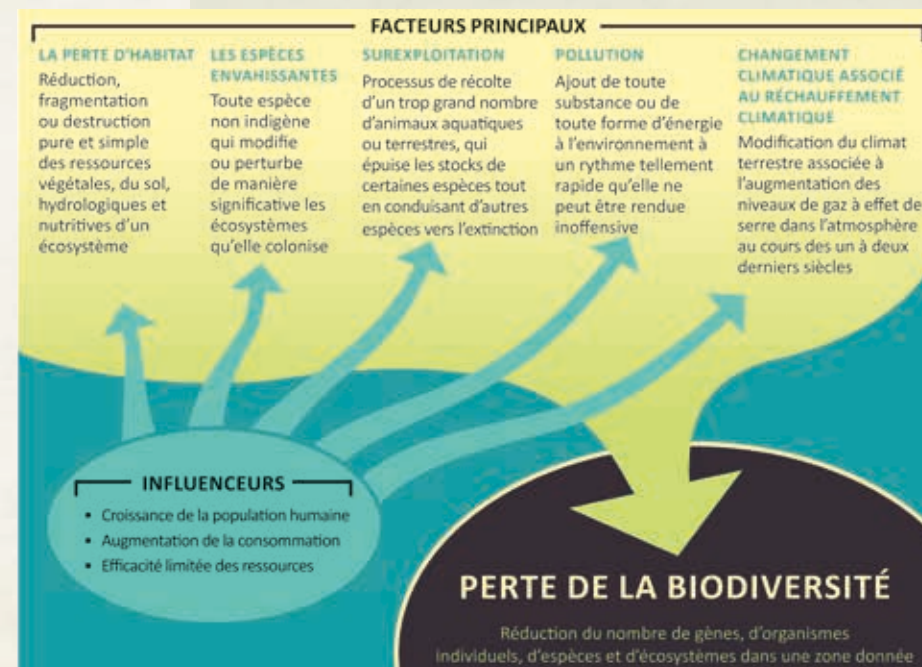 FACTEURS PRINCIPAUX
LA PERTE D'HABITAT
Réduction,
fragmentation
ou destruction
pure et simple
des ressources
végétales, du sol,
hydrologiques et
nutritives d'un
écosystème
LES ESPÈCES
ENVAHISSANTES
Toute espèce
non indigène
qui modifie
ou perturbe
de manière
significative les
écosystèmes
qu'elle colonise
SUREXPLOITATION
Processus de récolte
d'un trop grand nombre
d'animaux aquatiques
ou terrestres, qui
épuise les stocks de
certaines espèces tout
en conduisant d'autres
espèces vers l'extinction
POLLUTION
Ajout de toute
substance ou de
toute forme d'énergie
à l'environnement à
un rythme tellement
rapide qu'elle ne
peut être rendue
inoffensive
CHANGEMENT
CLIMATIQUE ASSOCIÉ
AU RÉCHAUFFEMENT
CLIMATIQUE
Modification du climat
terrestre associée à
l'augmentation des
niveaux de gaz à effet de
serre dans l'atmosphère
au cours des un à deux
derniers siècles
INFLUENCEURS
• Croissance de la population humaine
• Augmentation de la consommation
• Efficacité limitée des ressources
PERTE DE LA BIODIVERSITÉ
Réduction du nombre de gènes, d'organismes
individuels, d'espèces et d'écosystèmes dans une zone donnée